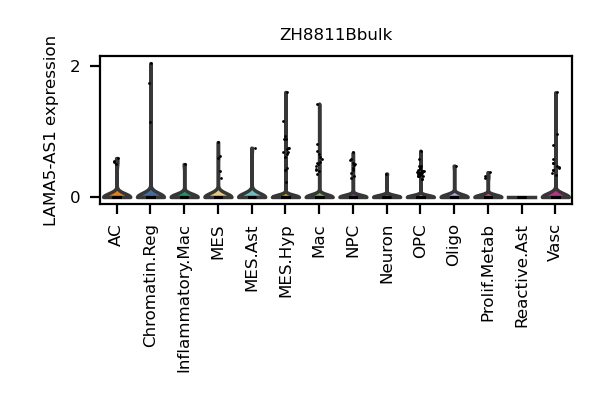 ZH8811Bbulk
LAMA5-AS1 expression
2
0
AC
Chromatin.Reg
Inflammatory.Mac
MES
MES.Ast
MES.Hyp
Mac
NPC
Neuron
OPC
Oligo
Prolif.Metab
Reactive.Ast
Vasc